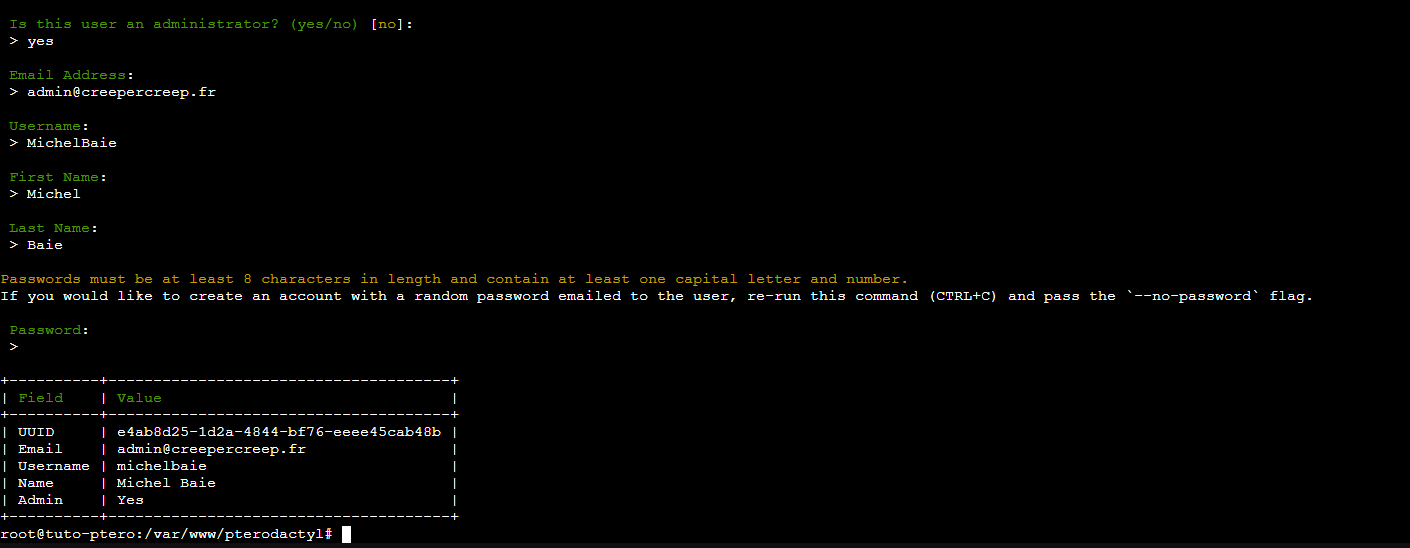 Is this user an administrator? (yes/no) [no]:
> yes
Email Address:
> admin@creepercreep.fr
Username:
> MichelBaie
First Name:
> Michel
Last Name:
> Baie
Passwords must be at least 8 characters in length and contain at least one capital letter and number.
If you would like to create an account with a random password emailed to the user, re-run this command (CTRL+C) and pass the `--no-password` flag.
Password:
>
+----------+--------------------------------------+
| Field    | Value                                |
+----------+--------------------------------------+
| UUID     | e4ab8d25-1d2a-4844-bf76-eeee45cab48b |
| Email    | admin@creepercreep.fr                |
| Username | michelbaie                           |
| Name     | Michel Baie                          |
| Admin    | Yes                                  |
+----------+--------------------------------------+
root@tuto-ptero:/var/www/pterodactyl#